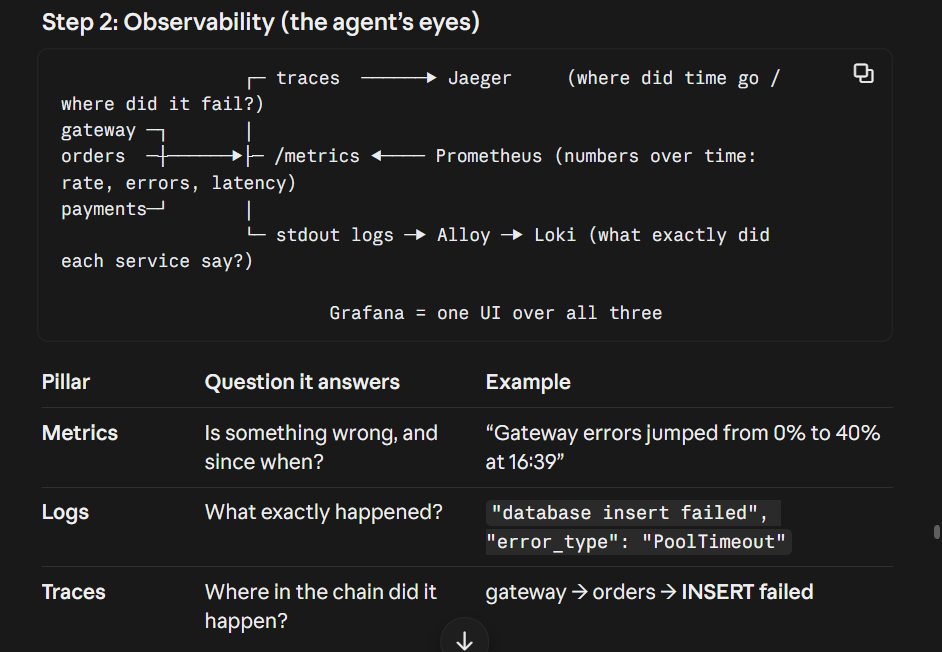 Step 2: Observability (the agent’s eyes)
┌─ traces ──────▶ Jaeger (where did time go /
where did it fail?)
gateway ─┐ |
orders ─┼──────▶├─ /metrics ◀──── Prometheus (numbers over time:
rate, errors, latency)
payments─┘ |
└─ stdout logs ─▶ Alloy ─▶ Loki (what exactly did
each service say?)
Grafana = one UI over all three
Pillar Question it answers Example
Metrics Is something wrong, and “Gateway errors jumped from 0% to 40%
since when? at 16:39”
Logs What exactly happened? "database insert failed",
"error_type": "PoolTimeout"
Traces Where in the chain did it gateway → orders → INSERT failed
happen?